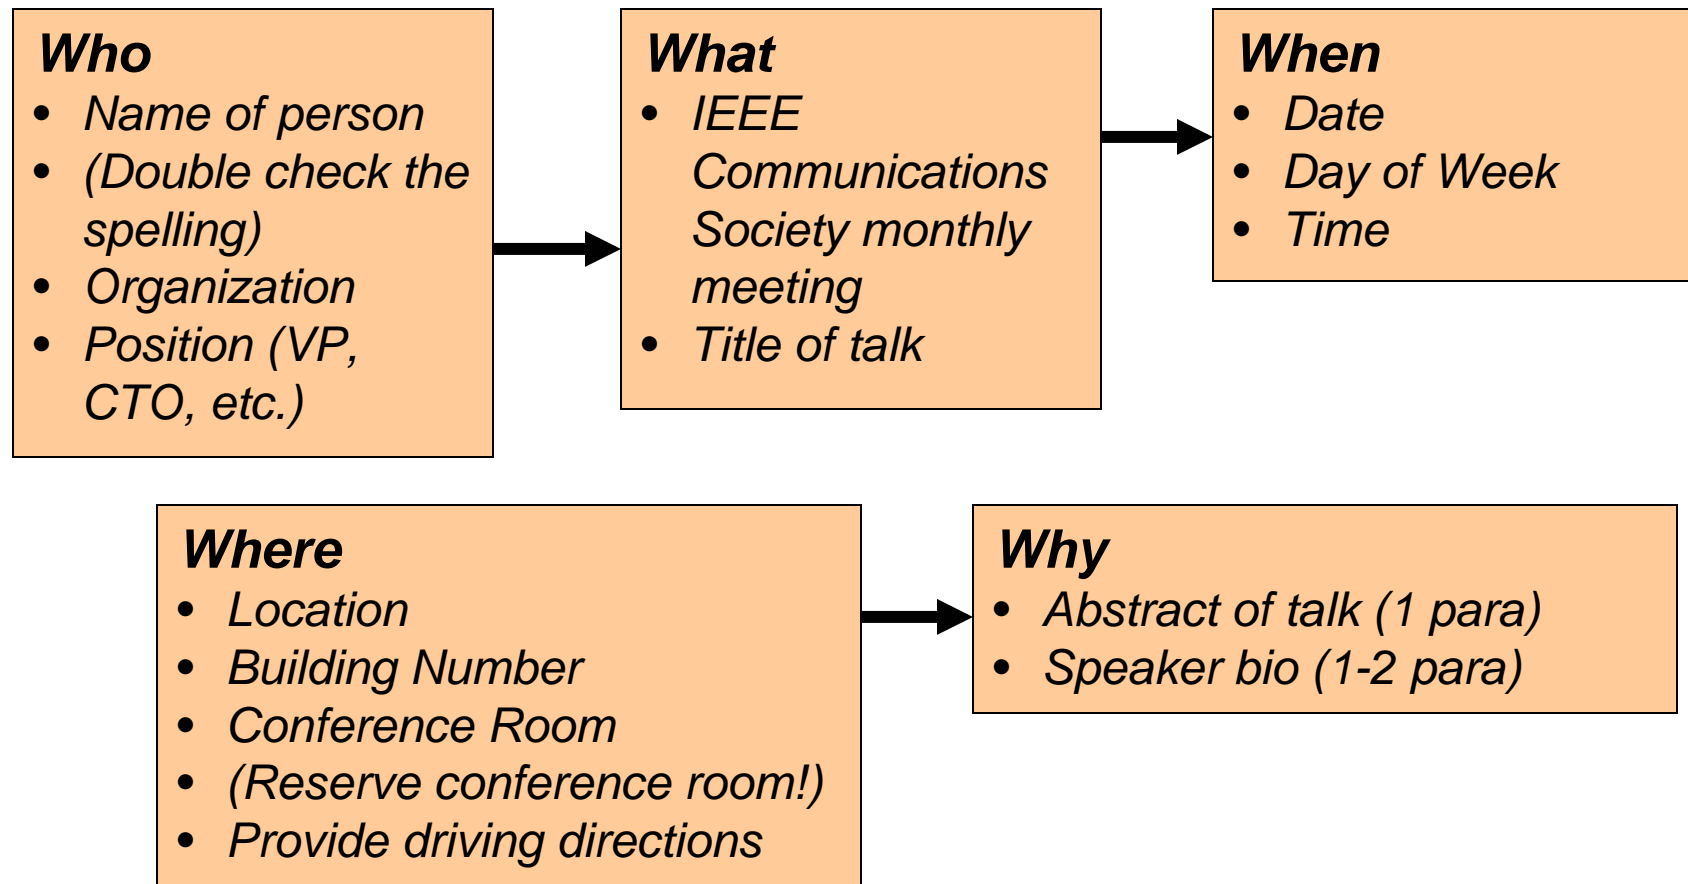 Who
• Name of person
• (Double check the
spelling)
• Organization
• Position (VP,
CTO, etc.)
What
• IEEE
Communications
Society monthly
meeting
• Title of talk
When
• Date
• Day of Week
• Time
Where
• Location
• Building Number
• Conference Room
• (Reserve conference room!)
• Provide driving directions
Why
• Abstract of talk (1 para)
• Speaker bio (1-2 para)